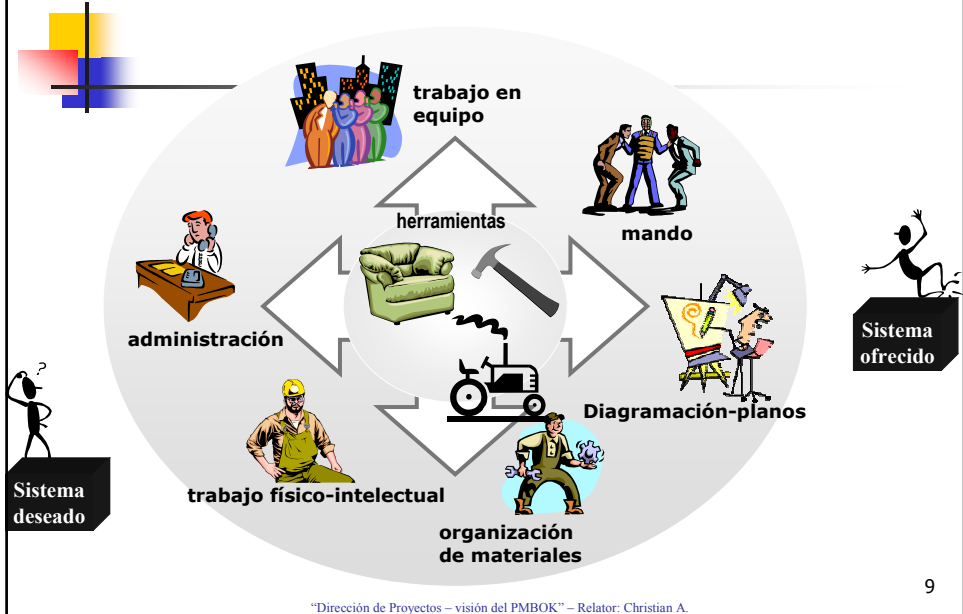 trabajo en
equipo
herramientas
mando
administración
Sistema
ofrecido
Diagramación-planos
?
Sistema
deseado
trabajo físico-intelectual
organización
de materiales
9
“Dirección de Proyectos – visión del PMBOK” – Relator: Christian A.